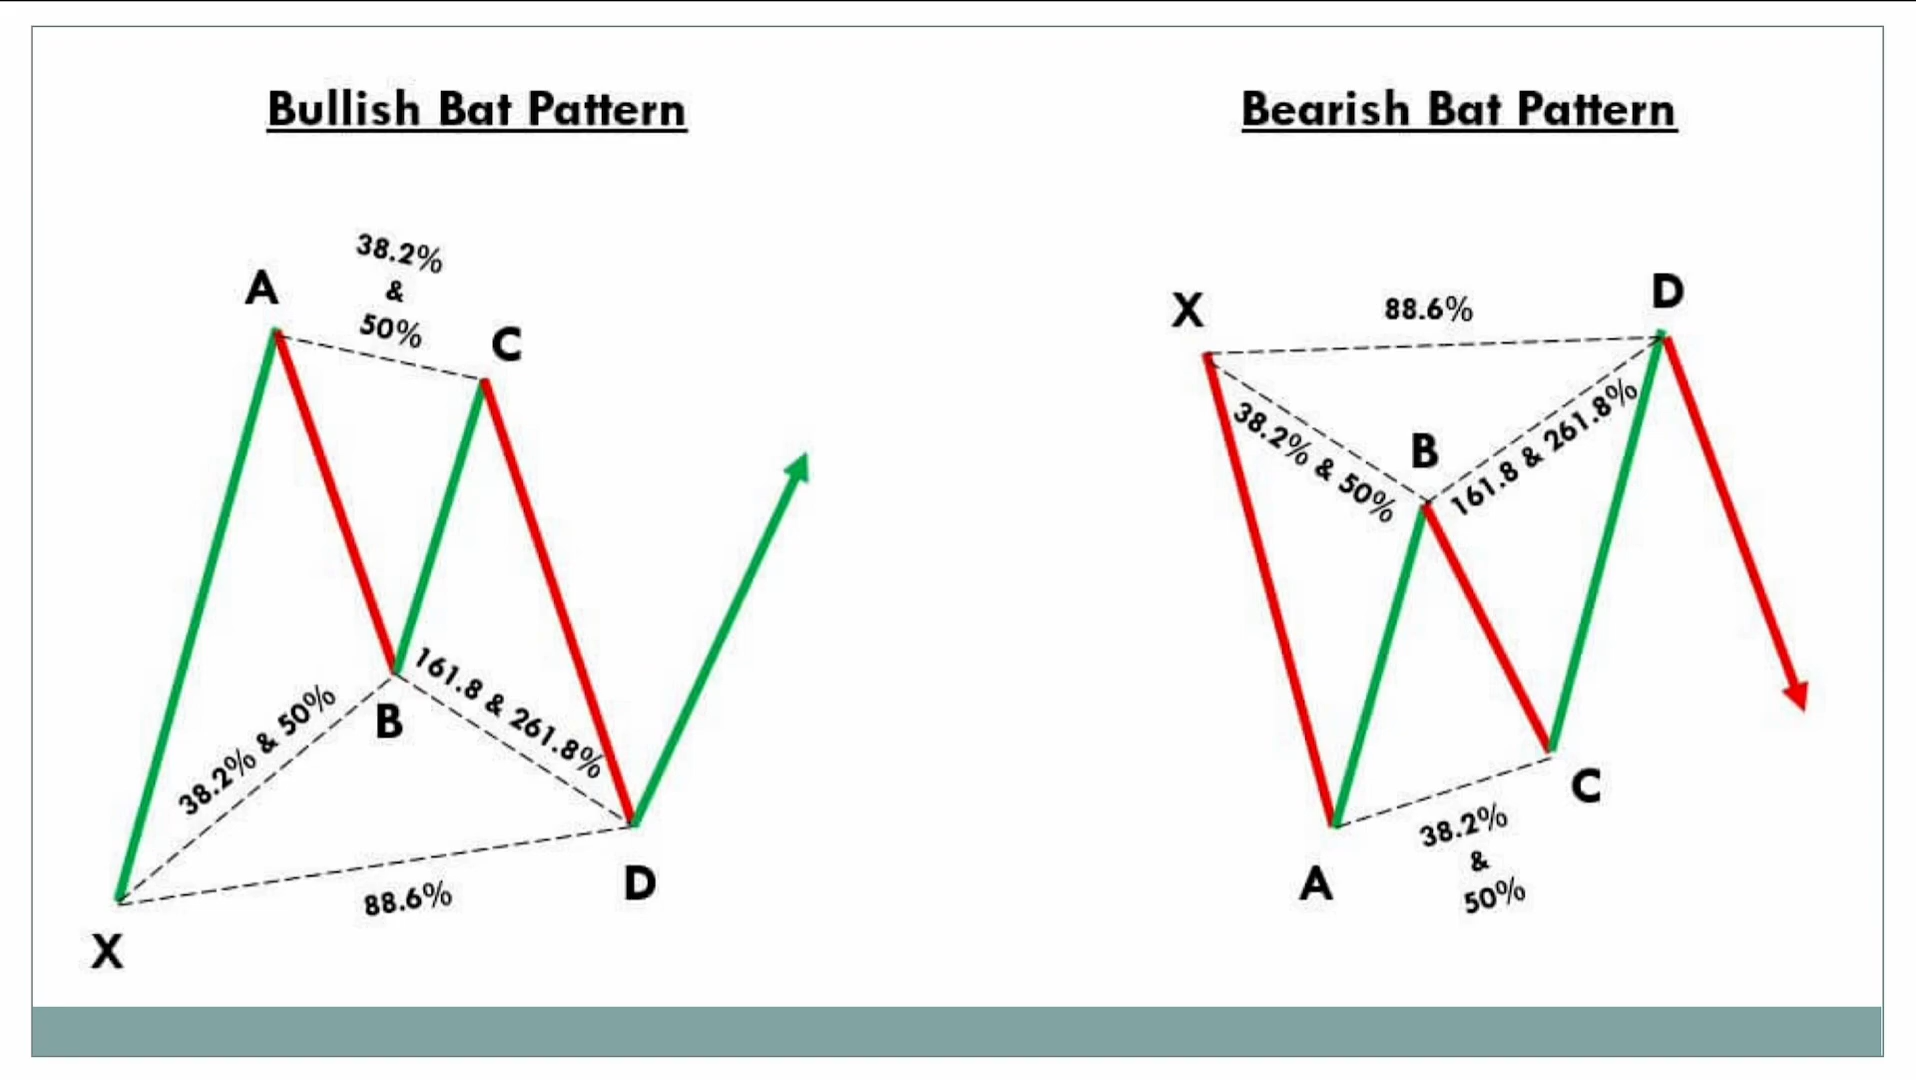 Bullish Bat Pattern
A
38.2%
&
50%
C
38.2% & 50%
B
161.8 & 261.8%
X
88.6%
D
Bearish Bat Pattern
X
88.6%
D
38.2% & 50%
B
161.8 & 261.8%
A
38.2%
&
50%
C